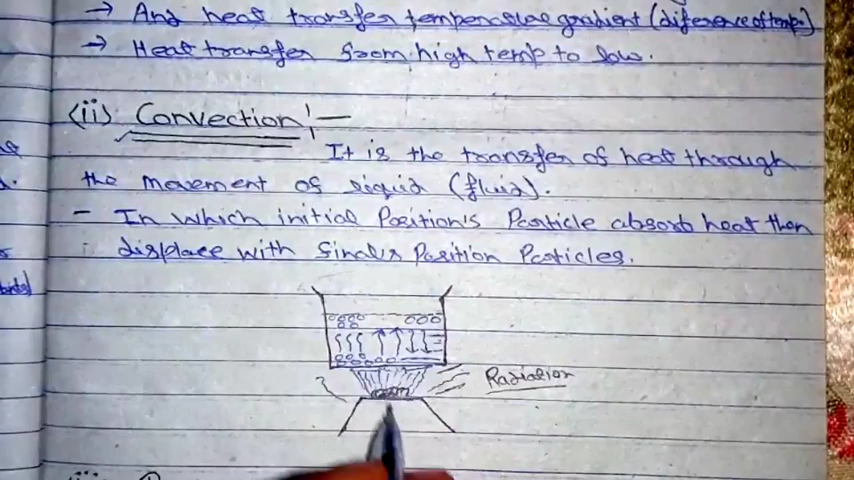 → And heat transfer temperature gradient (diference of temp)
→ Heat transfer from high temp to low.
(ii) Convection :-
It is the transfer of heat through
the movement of liquid (fluid).
- In which initial Position's Particle absorb heat then
displace with final's Position Particles.
Radiation